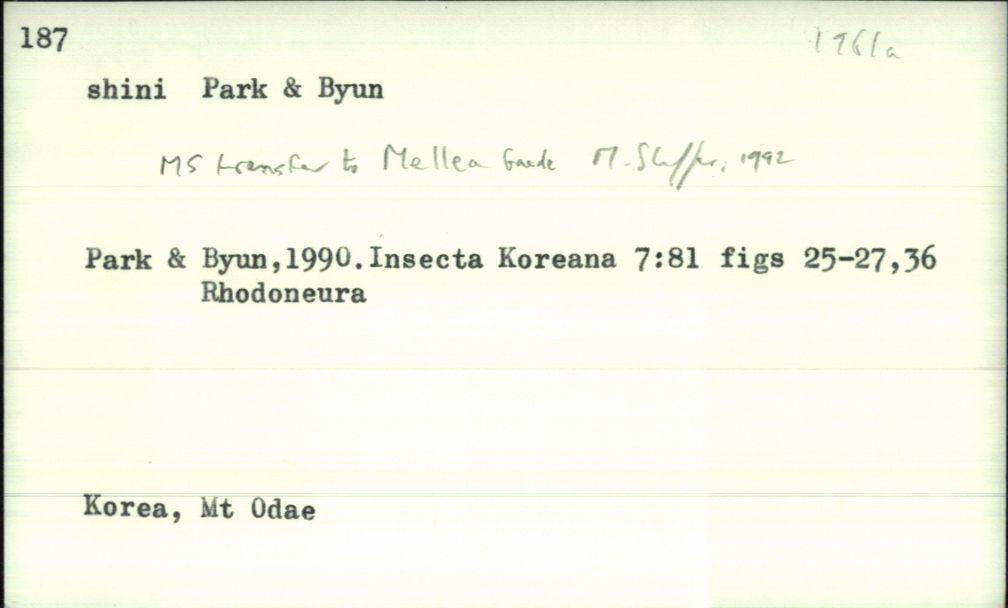 187
1961a
shini Park & Byun
MS transfer to Mellea Gaede M. Shaffer, 1992
Park & Byun,1990.Insecta Koreana 7:81 figs 25-27,36
Rhodoneura
Korea, Mt Odae